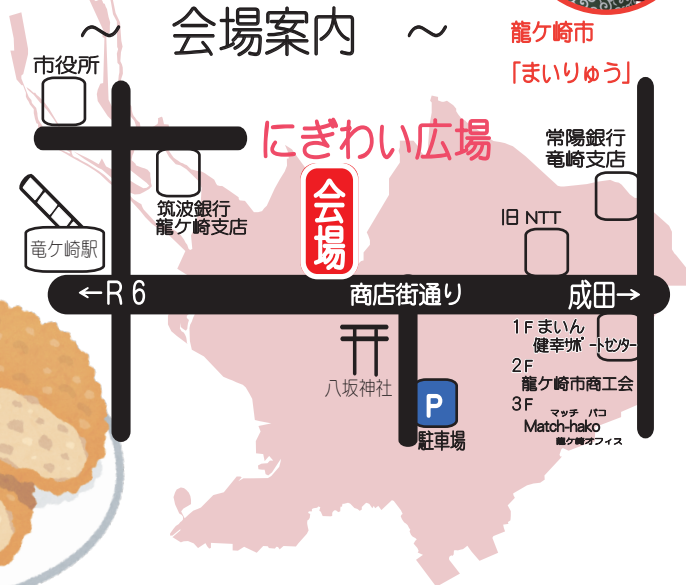 ～ 会場案内 ～
龍ケ崎市
「まいりゅう」
市役所
にぎわい広場
常陽銀行
竜崎支店
会場
筑波銀行
龍ケ崎支店
旧 NTT
竜ケ崎駅
←R 6
商店街通り
成田→
1F まいん
健幸サポートセンター
2F
龍ケ崎市商工会
3F
マッチ パコ
Match-hako
龍ケ崎オフィス
八坂神社
P
駐車場